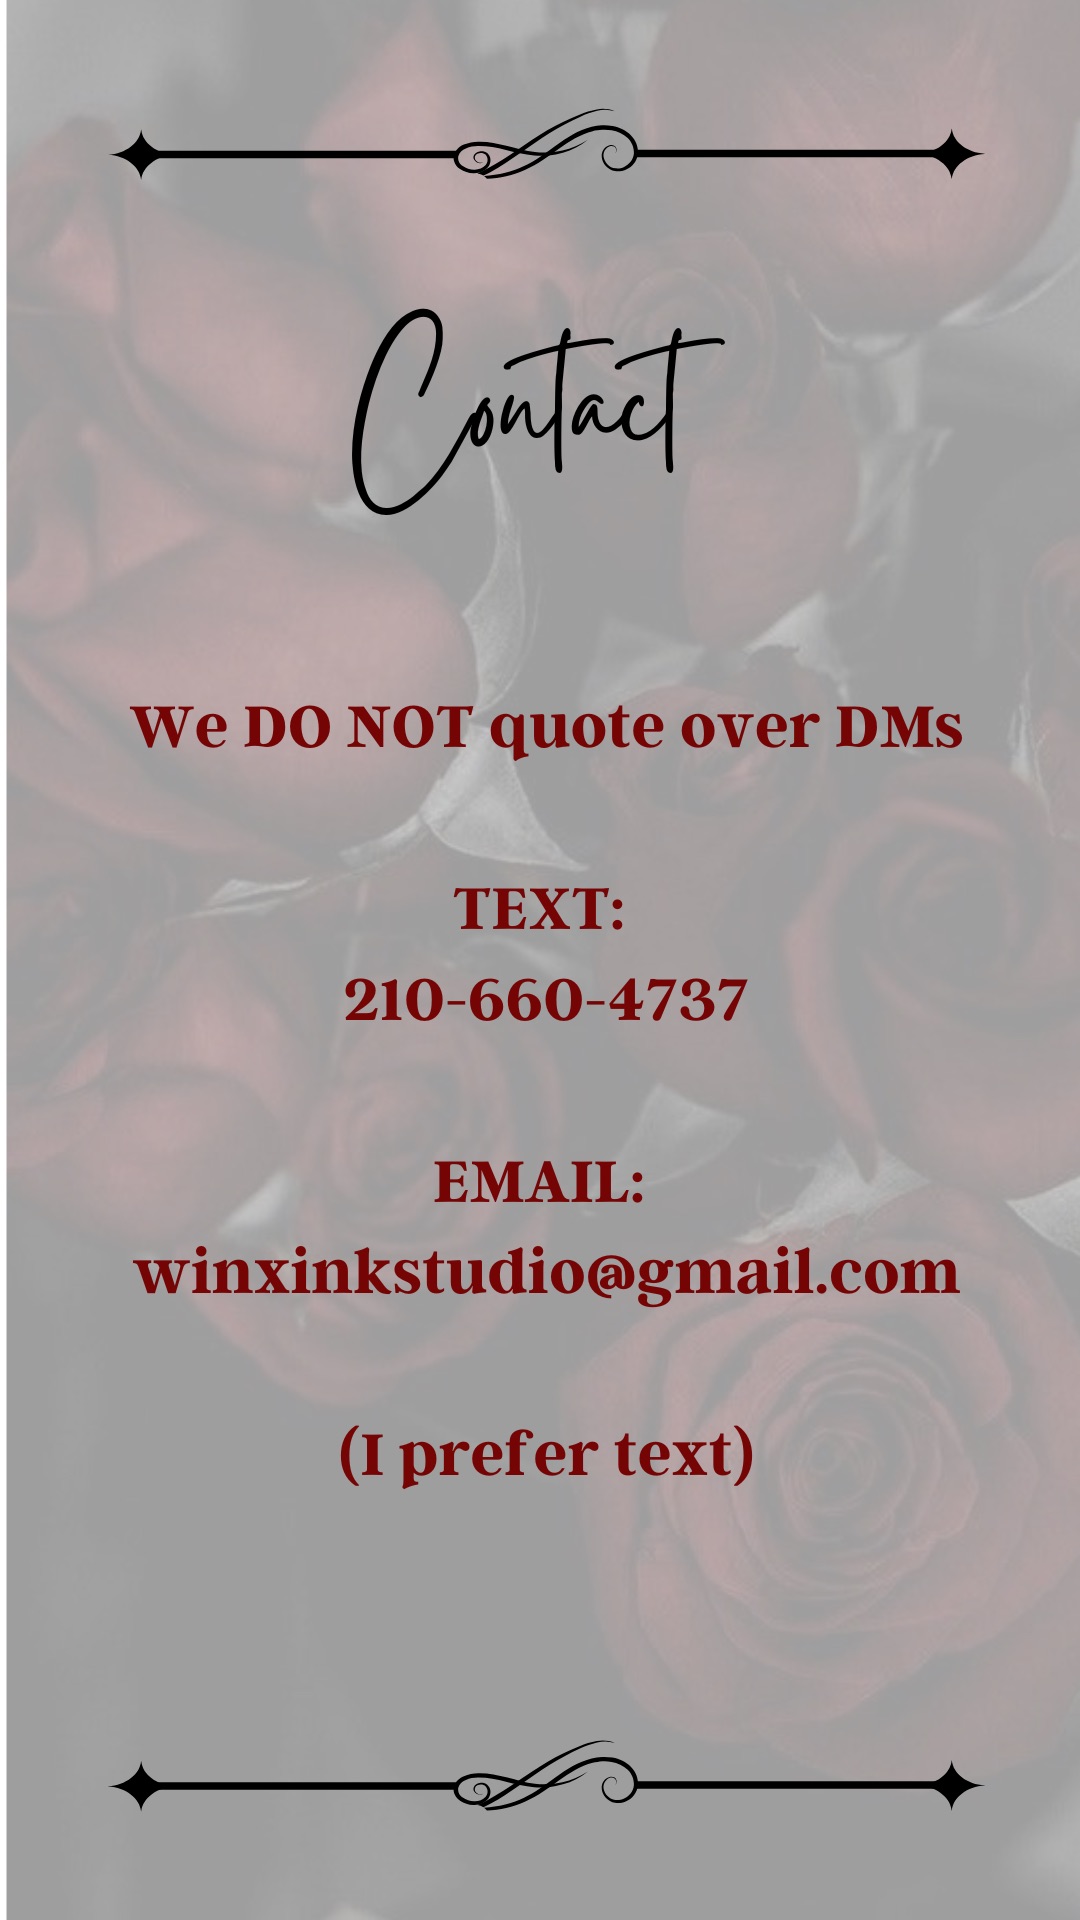 Contact
We DO NOT quote over DMs
TEXT:
210-660-4737
EMAIL:
winxinkstudio@gmail.com
(I prefer text)